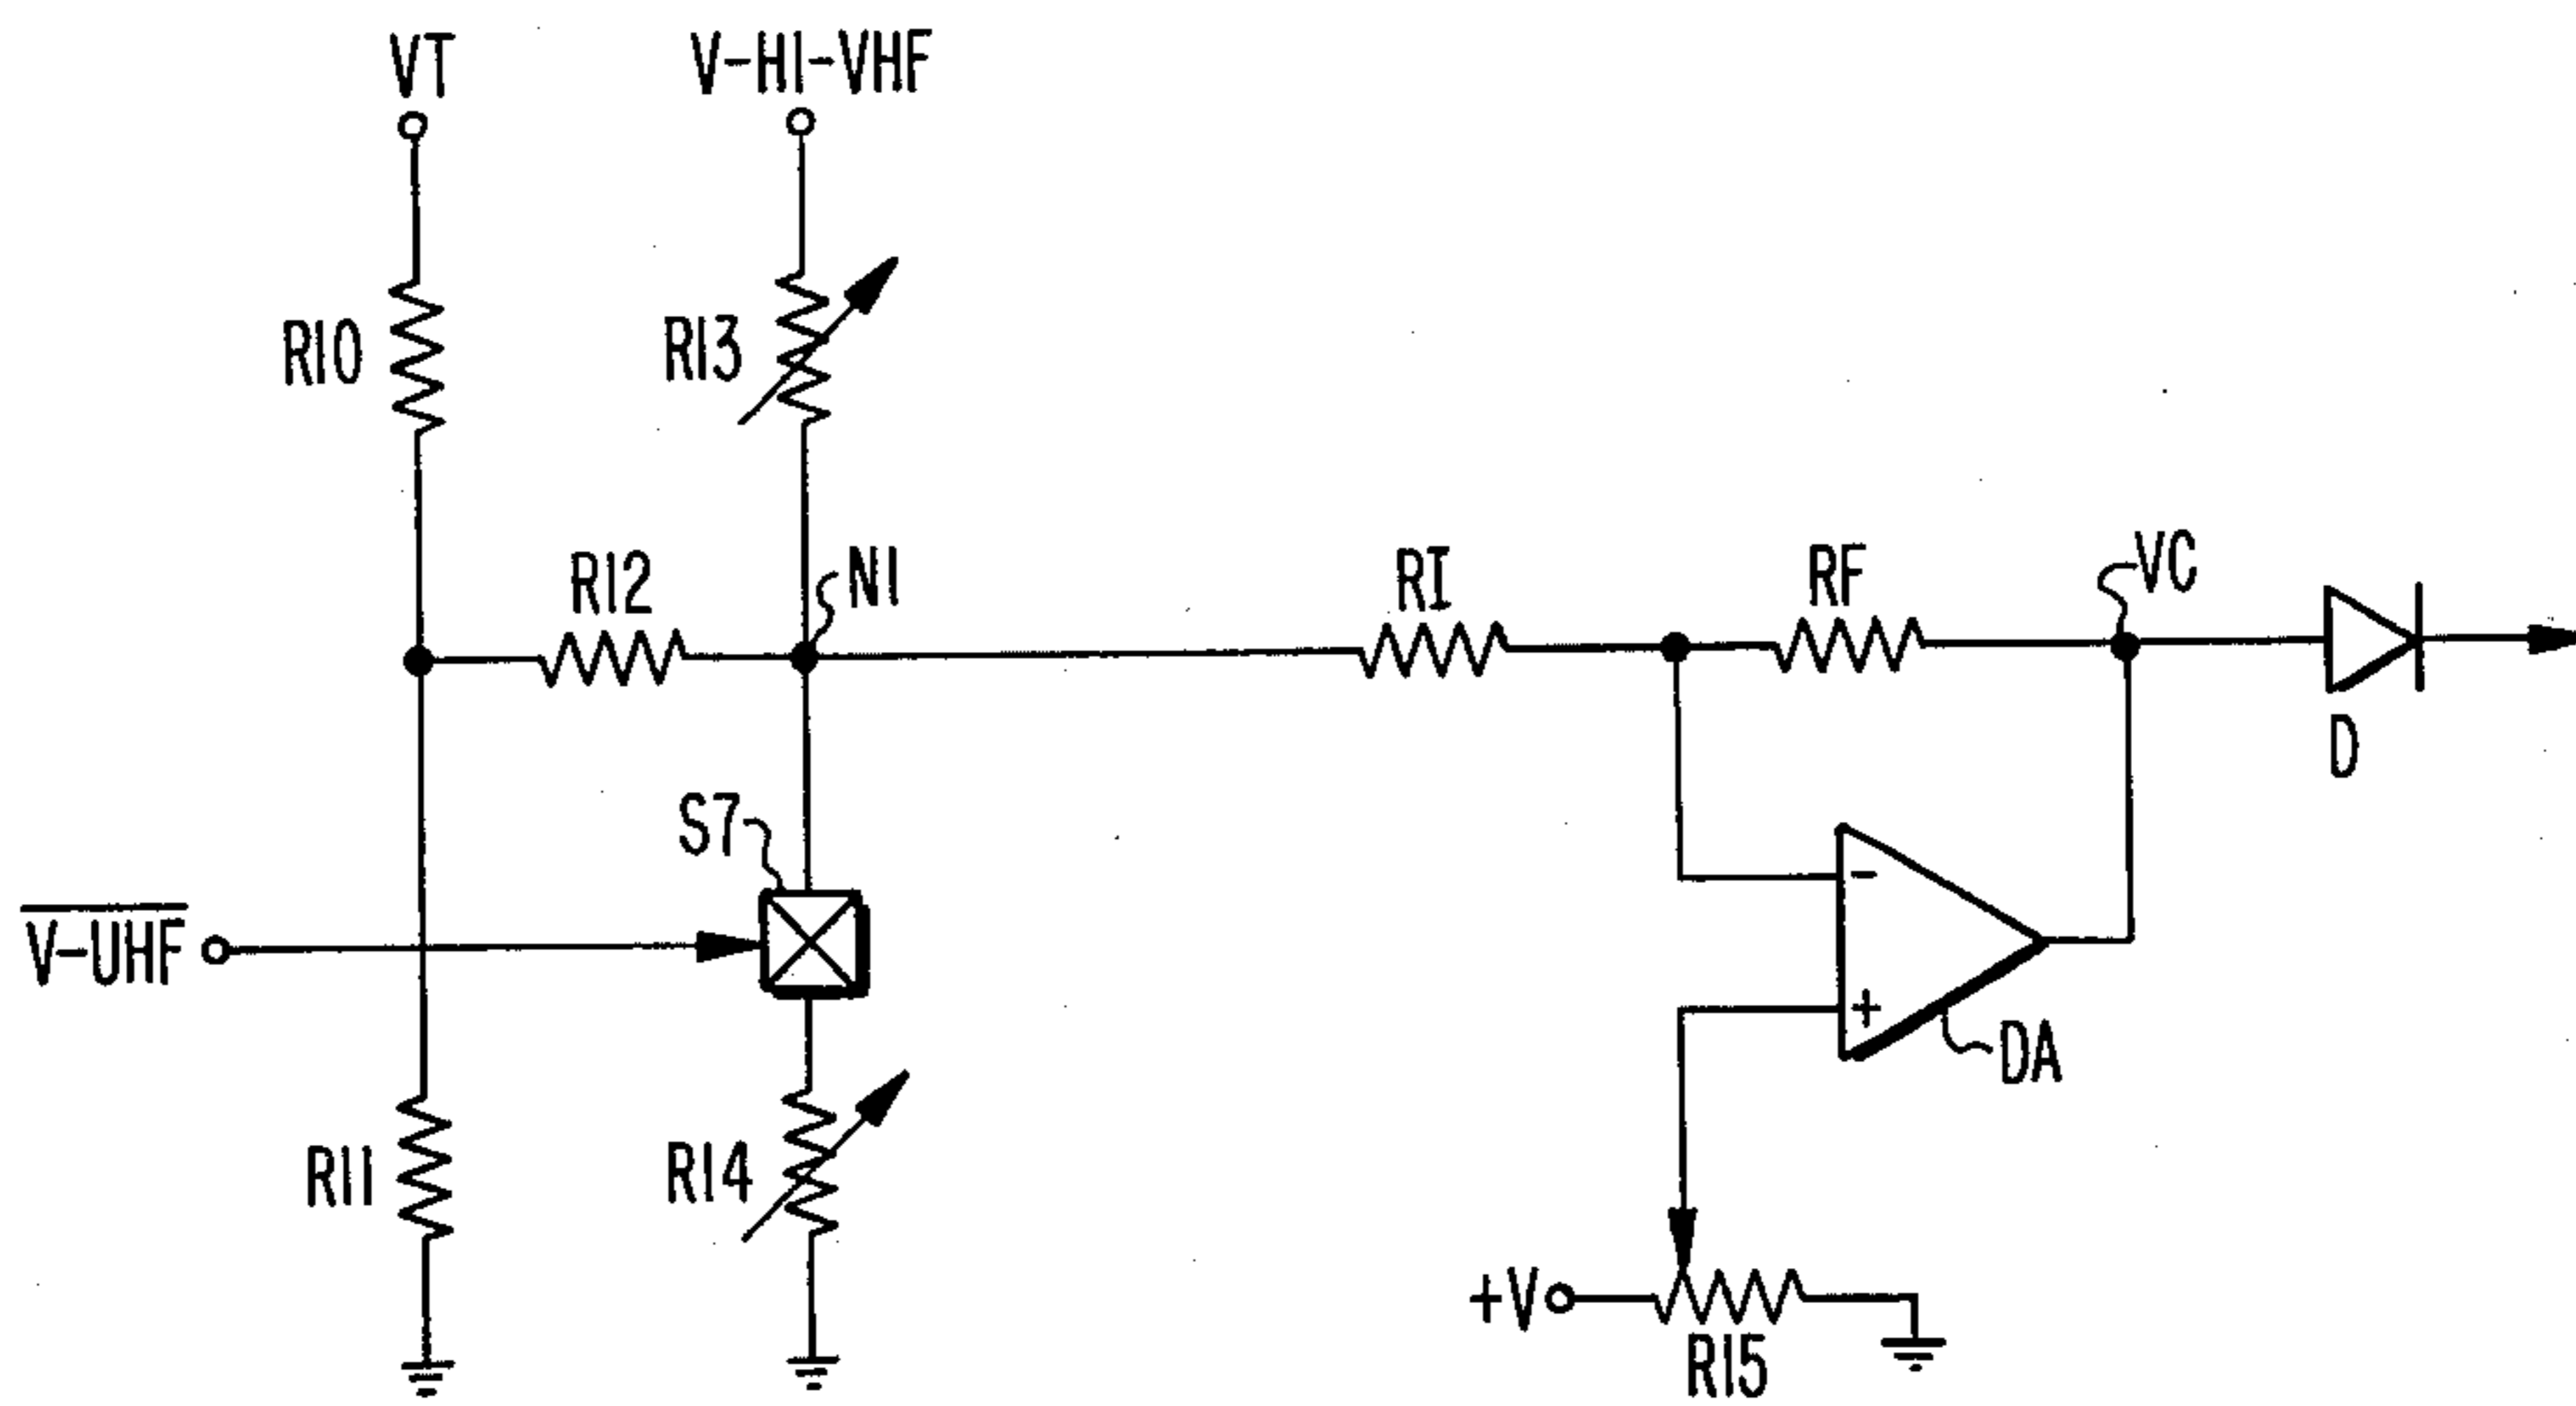 VT
V-HI-VHF
R10
R13
R12
N1
RI
RF
VC
D
S7
V-UHF
-
+
DA
R11
R14
+V
R15